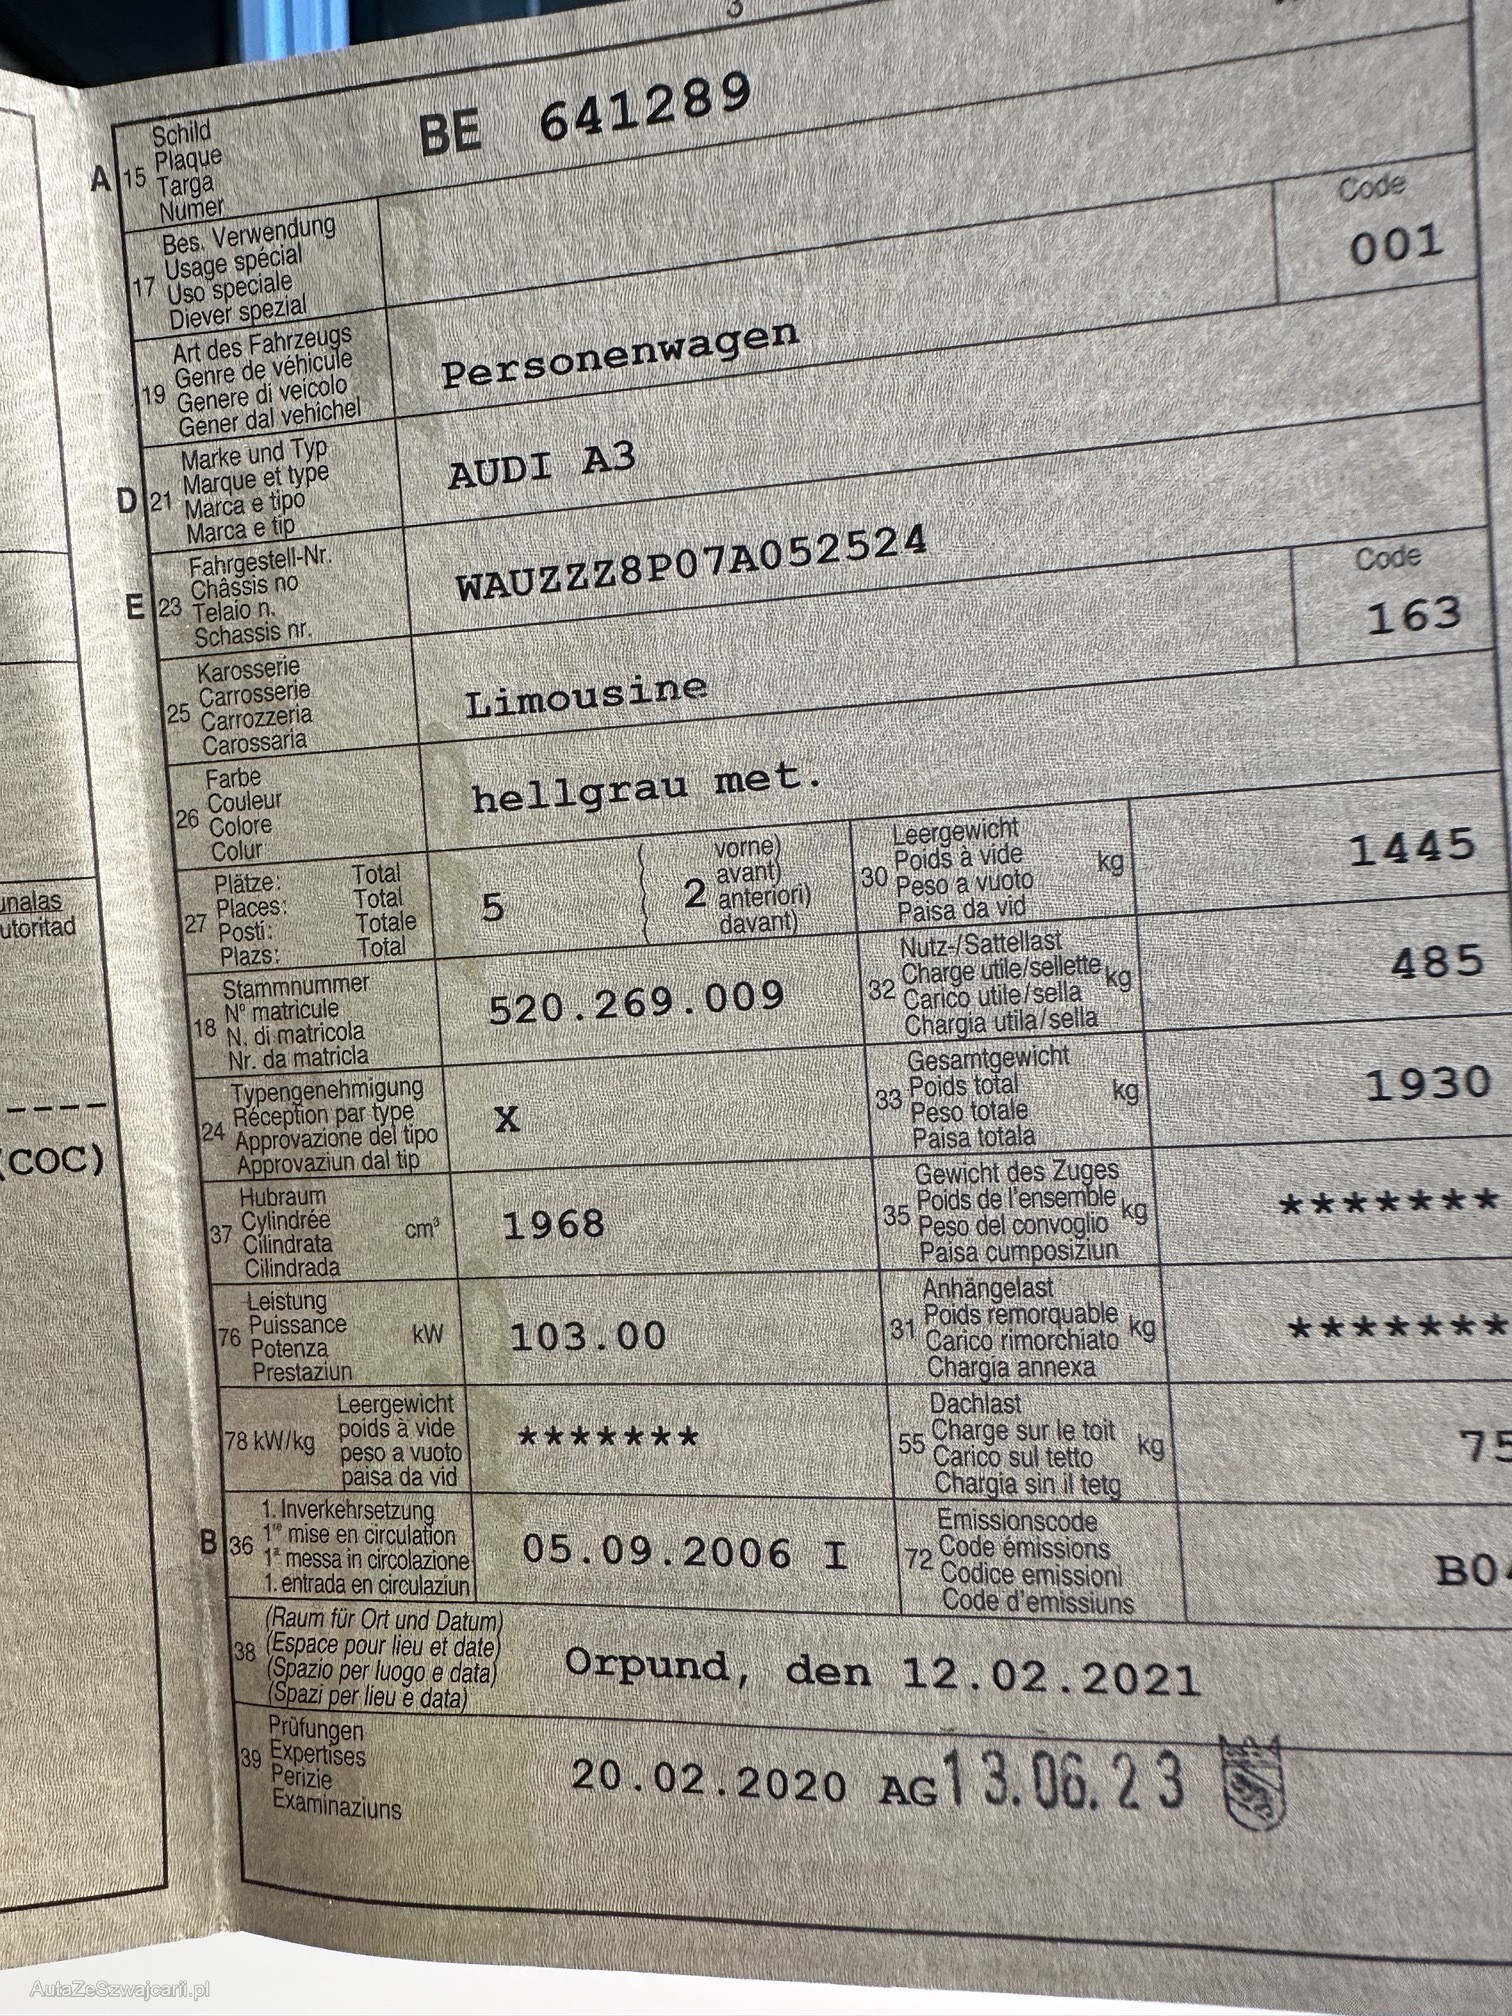 Schild
Plaque
A 15 Targa
Numer
BE 641289
Bes. Verwendung
Usage spécial
17 Uso speciale
Diever spezial
Code
001
Art des Fahrzeugs
Genre de véhicule
19 Genere di veicolo
Gener dal vehichel
Personenwagen
Marke und Typ
Marque et type
D 21 Marca e tipo
Marca e tip
AUDI A3
Fahrgestell-Nr.
Châssis no
E 23 Telaio n.
Schassis nr.
WAUZZZ8P07A052524
Karosserie
Carrosserie
25 Carrozzeria
Carossaria
Limousine
Code
163
Farbe
Couleur
26 Colore
Colur
hellgrau met.
Plätze: Total
Places: Total
27 Posti: Totale
Plazs: Total
5
vorne)
avant)
2 anteriori)
davant)
Leergewicht
Poids à vide kg
30 Peso a vuoto
Paisa da vid
1445
Stammnummer
N° matricule
18 N. di matricola
Nr. da matricla
520.269.009
Nutz-/Sattellast
Charge utile/sellette kg
32 Carico utile/sella
Chargia utila/sella
485
Typengenehmigung
Réception par type
24 Approvazione del tipo
Approvaziun dal tip
X
Gesamtgewicht
Poids total kg
33 Peso totale
Paisa totala
1930
Hubraum
Cylindrée cm³
37 Cilindrata
Cilindrada
1968
Gewicht des Zuges
Poids de l'ensemble kg
35 Peso del convoglio
Paisa cumposiziun
*******
Leistung
Puissance kW
76 Potenza
Prestaziun
103.00
Anhängelast
Poids remorquable kg
31 Carico rimorchiato
Chargia annexa
*******
Leergewicht
poids à vide
78 kW/kg peso a vuoto
paisa da vid
*******
Dachlast
Charge sur le toit kg
55 Carico sul tetto
Chargia sin il tetg
75
1. Inverkehrsetzung
1re mise en circulation
B 36 1a messa in circolazione
1. entrada en circulaziun
05.09.2006 I
Emissionscode
Code émissions
72 Codice emissioni
Code d'emissiuns
B0
(Raum für Ort und Datum)
38 (Espace pour lieu et date)
(Spazio per luogo e data)
(Spazi per lieu e data)
Orpund, den 12.02.2021
Prüfungen
39 Expertises
Perizie
Examinaziuns
20.02.2020 AG 13.06.23
unalas
utoritad
-----
(COC)
AutaZeSzwajcarii.pl